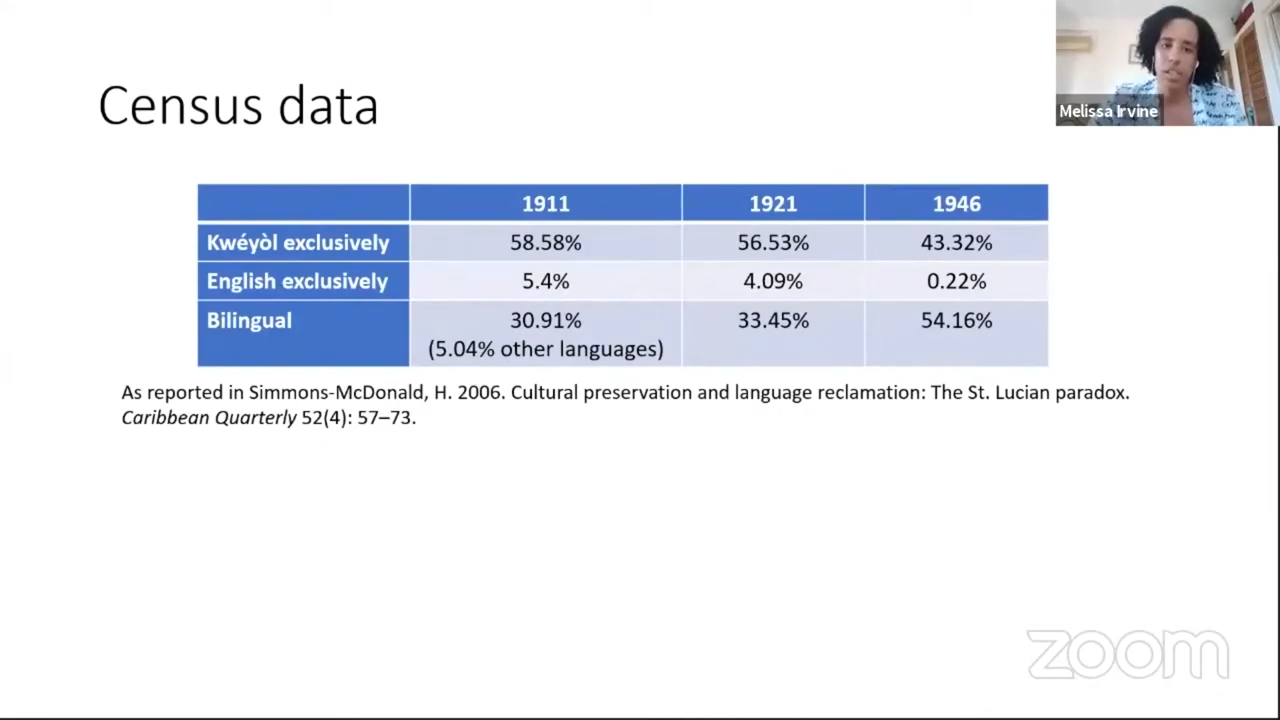 Census data
Melissa Irvine
1911 1921 1946
Kwéyòl exclusively 58.58% 56.53% 43.32%
English exclusively 5.4% 4.09% 0.22%
Bilingual 30.91% 33.45% 54.16%
(5.04% other languages)
As reported in Simmons-McDonald, H. 2006. Cultural preservation and language reclamation: The St. Lucian paradox.
Caribbean Quarterly 52(4): 57–73.
zoom